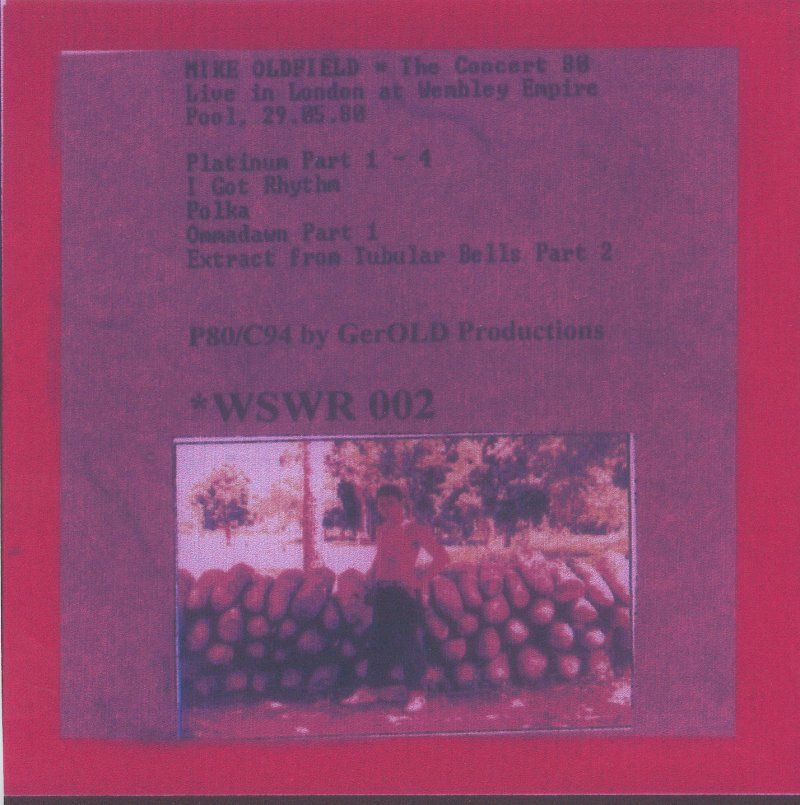 MIKE OLDFIELD * The Concert 80
Live in London at Wembley Empire
Pool, 29.05.80
Platinum Part 1 - 4
I Got Rhythm
Polka
Ommadawn Part 1
Extract from Tubular Bells Part 2
P80/C94 by GerOLD Productions
*WSWR 002